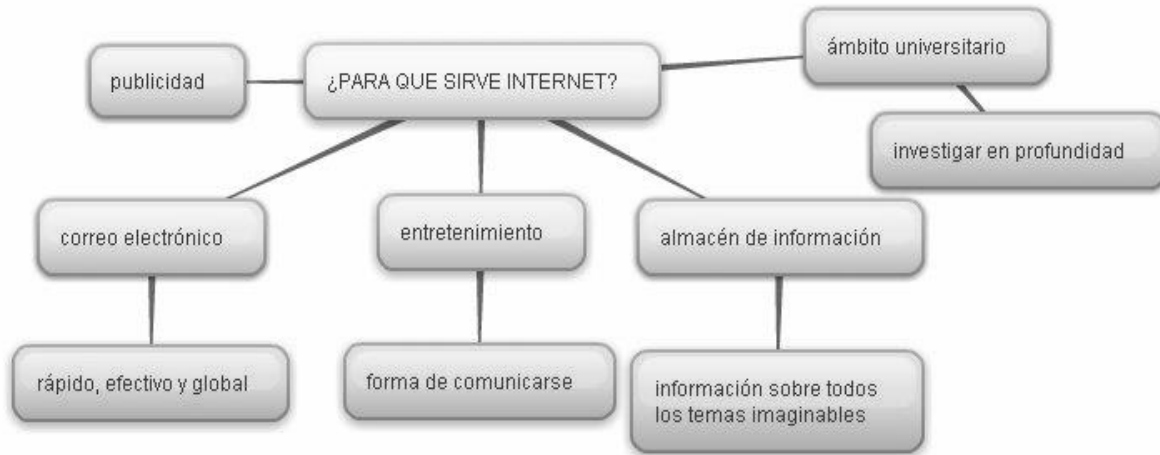 ¿PARA QUE SIRVE INTERNET?
publicidad
ámbito universitario
investigar en profundidad
correo electrónico
entretenimiento
almacén de información
rápido, efectivo y global
forma de comunicarse
información sobre todos
los temas imaginables